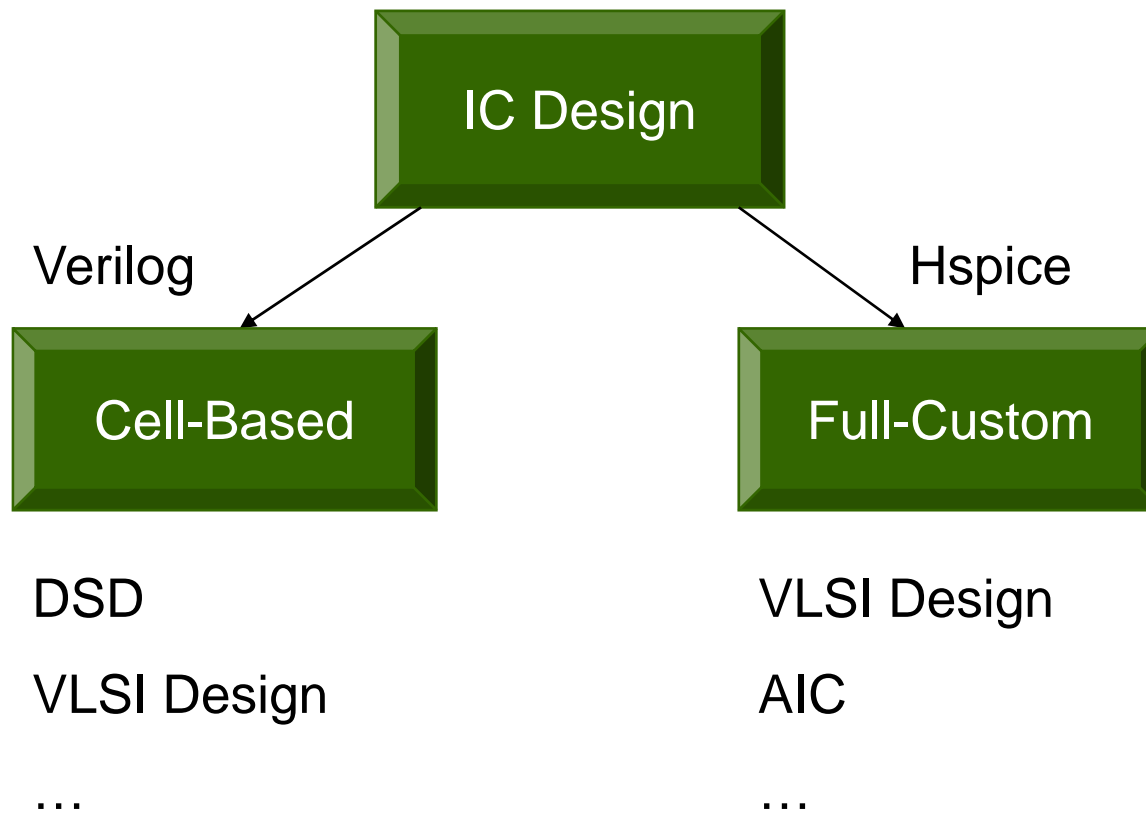 IC Design
Verilog
Hspice
Cell-Based
Full-Custom
DSD
VLSI Design
VLSI Design
AIC
…
…